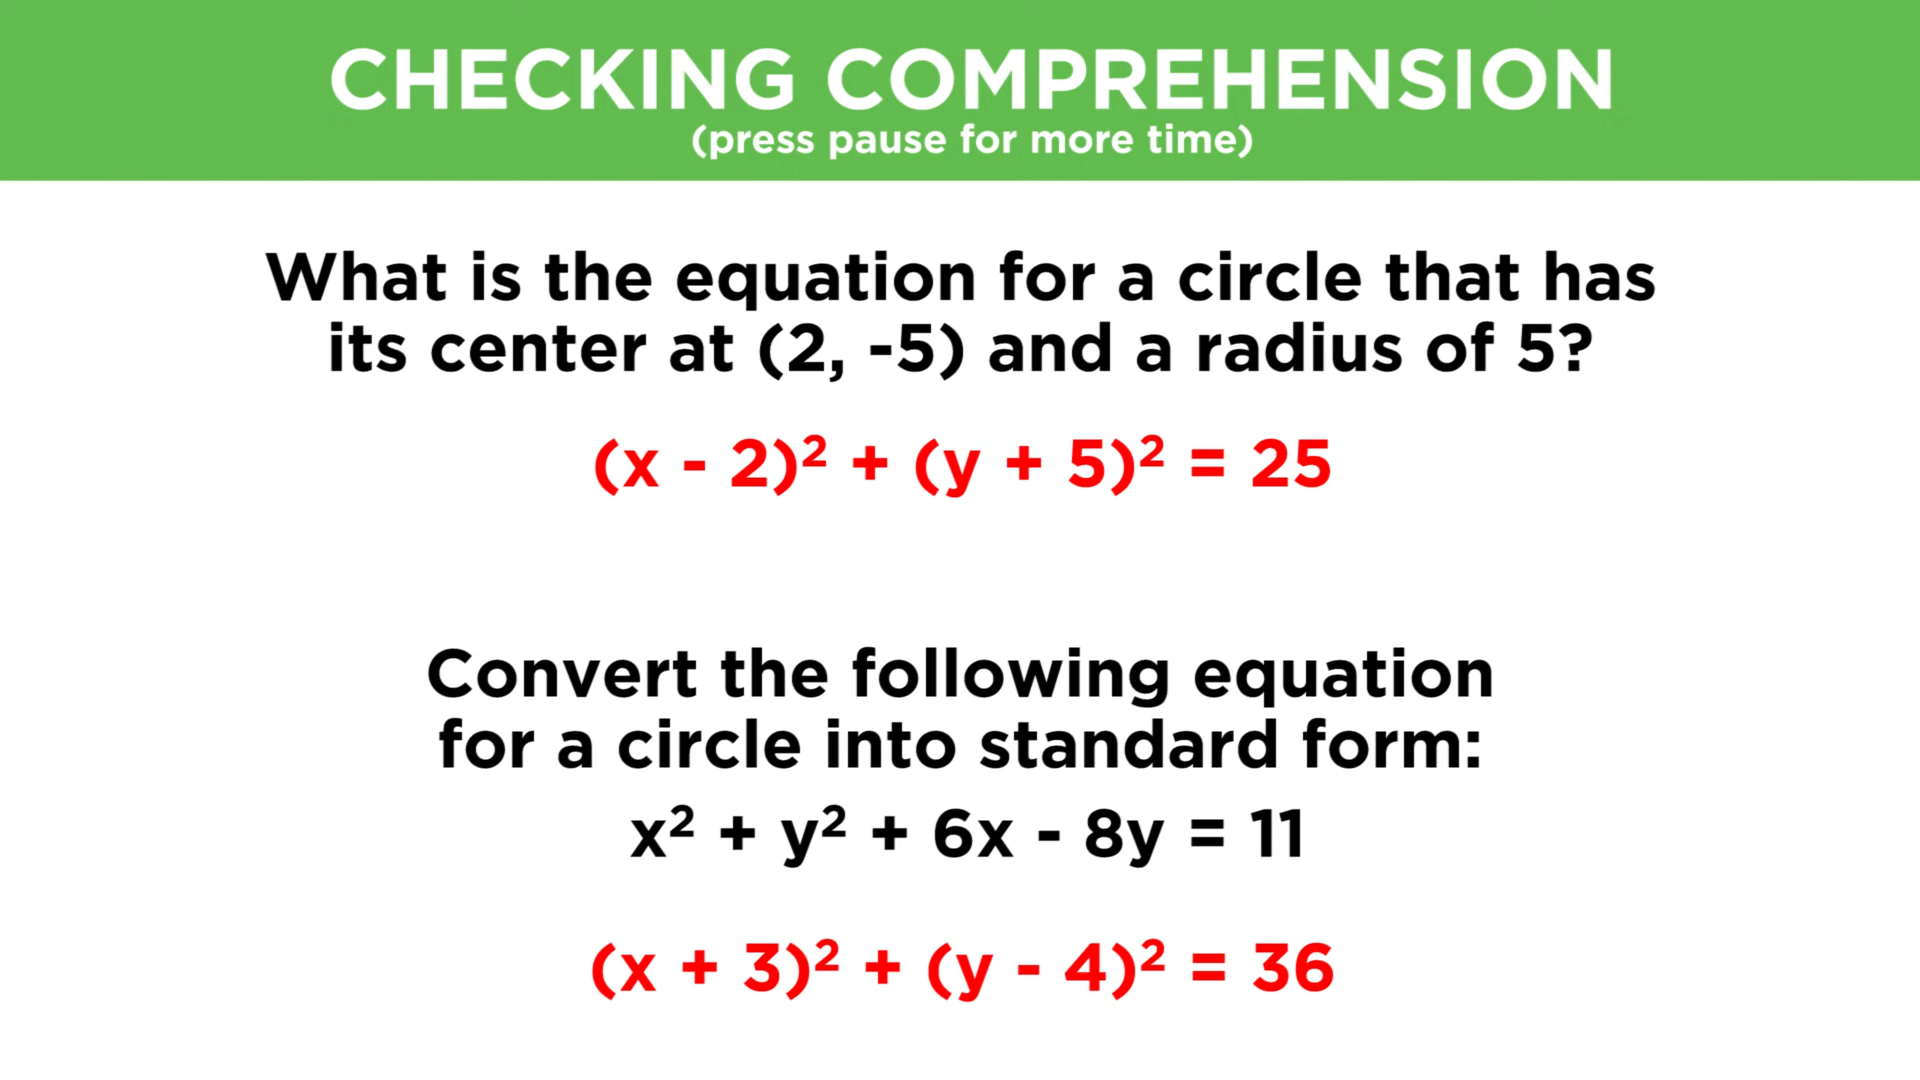 CHECKING COMPREHENSION
(press pause for more time)
What is the equation for a circle that has
its center at (2, -5) and a radius of 5?
(x - 2)² + (y + 5)² = 25
Convert the following equation
for a circle into standard form:
x² + y² + 6x - 8y = 11
(x + 3)² + (y - 4)² = 36